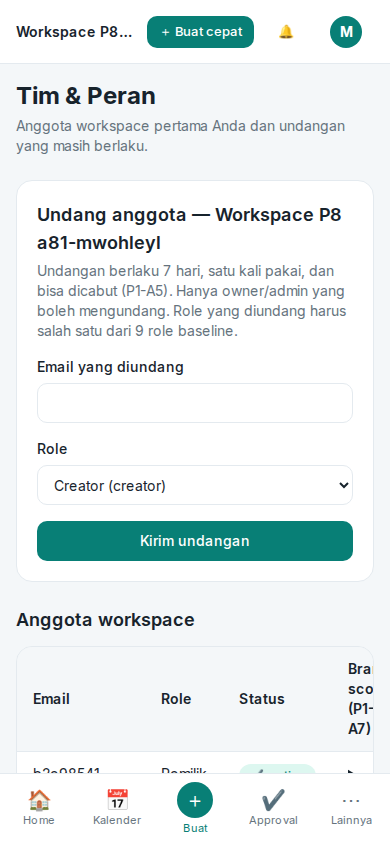 Workspace P8...
+ Buat cepat
M
Tim & Peran
Anggota workspace pertama Anda dan undangan
yang masih berlaku.
Undang anggota — Workspace P8
a81-mwohleyl
Undangan berlaku 7 hari, satu kali pakai, dan
bisa dicabut (P1-A5). Hanya owner/admin yang
boleh mengundang. Role yang diundang harus
salah satu dari 9 role baseline.
Email yang diundang
Role
Creator (creator)
Kirim undangan
Anggota workspace
Email Role Status
(P1-
A7)
Home Kalender Buat Approval Lainnya